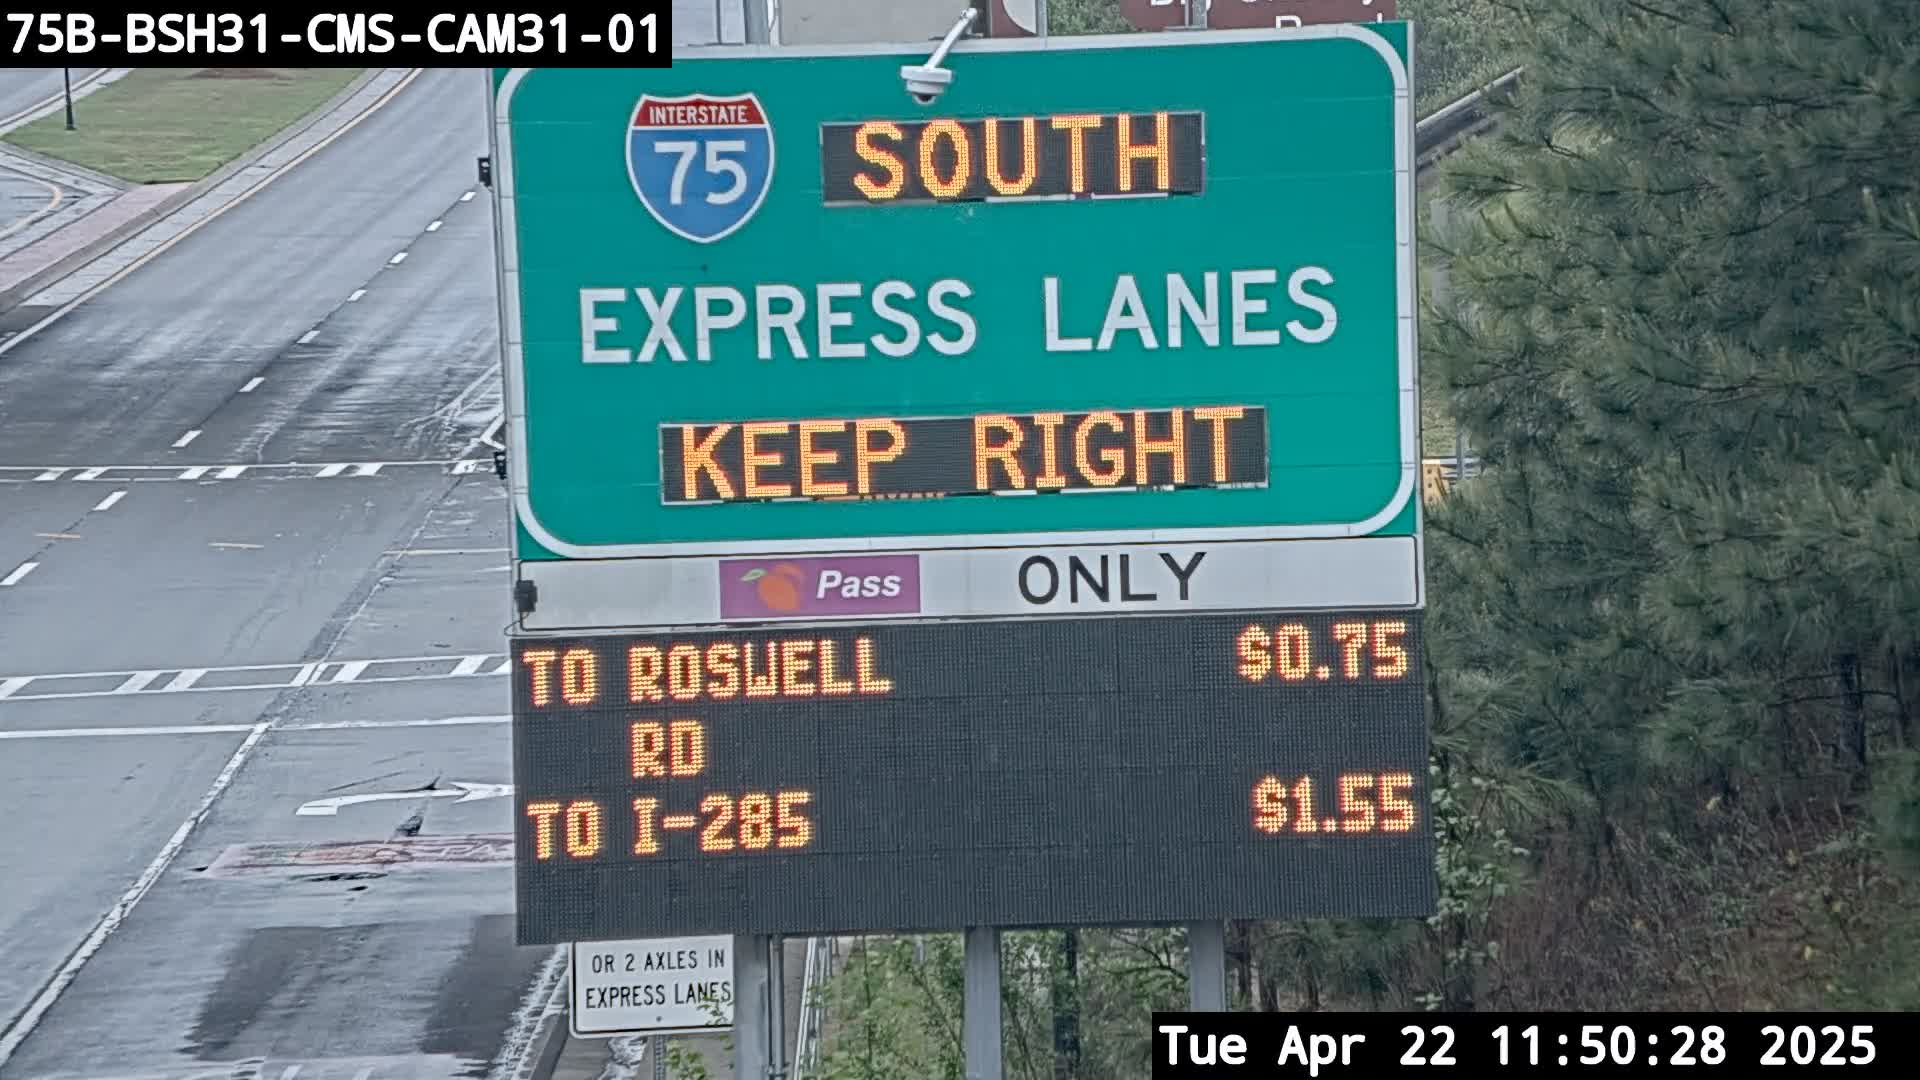 75B-BSH31-CMS-CAM31-01
INTERSTATE
75
SOUTH
EXPRESS LANES
KEEP RIGHT
Pass ONLY
TO ROSWELL $0.75
RD
TO I-285 $1.55
OR 2 AXLES IN
EXPRESS LANES
Tue Apr 22 11:50:28 2025